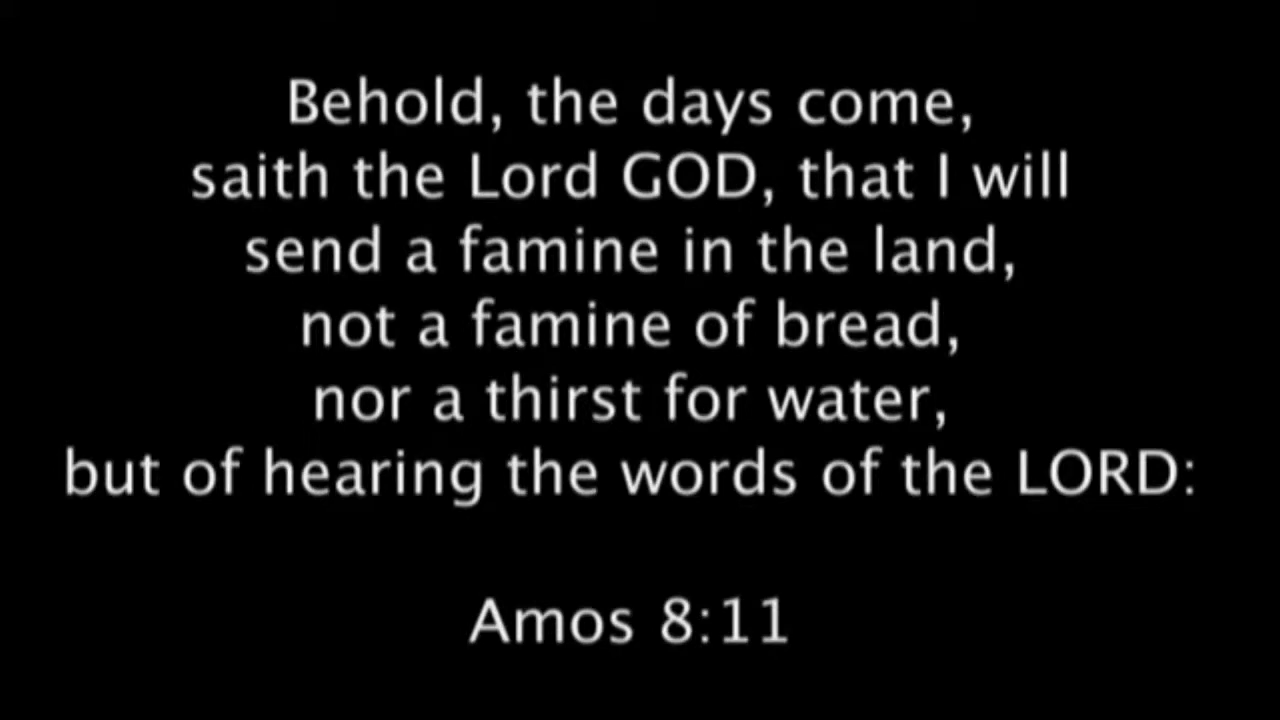 Behold, the days come,
saith the Lord GOD, that I will
send a famine in the land,
not a famine of bread,
nor a thirst for water,
but of hearing the words of the LORD:
Amos 8:11